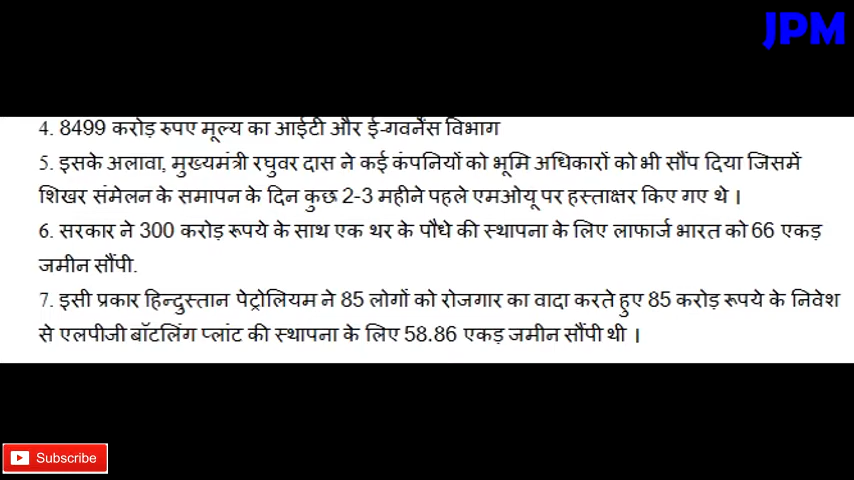 JPM
4. 8499 करोड़ रुपए मूल्य का आईटी और ई-गवर्नेंस विभाग
5. इसके अलावा, मुख्यमंत्री रघुवर दास ने कई कंपनियों को भूमि अधिकारों को भी सौंप दिया जिसमें
शिखर संमेलन के समापन के दिन कुछ 2-3 महीने पहले एमओयू पर हस्ताक्षर किए गए थे ।
6. सरकार ने 300 करोड़ रूपये के साथ एक थर के पौधे की स्थापना के लिए लाफार्ज भारत को 66 एकड़
जमीन सौंपी.
7. इसी प्रकार हिन्दुस्तान पेट्रोलियम ने 85 लोगों को रोजगार का वादा करते हुए 85 करोड़ रूपये के निवेश
से एलपीजी बॉटलिंग प्लांट की स्थापना के लिए 58.86 एकड़ जमीन सौंपी थी ।
Subscribe